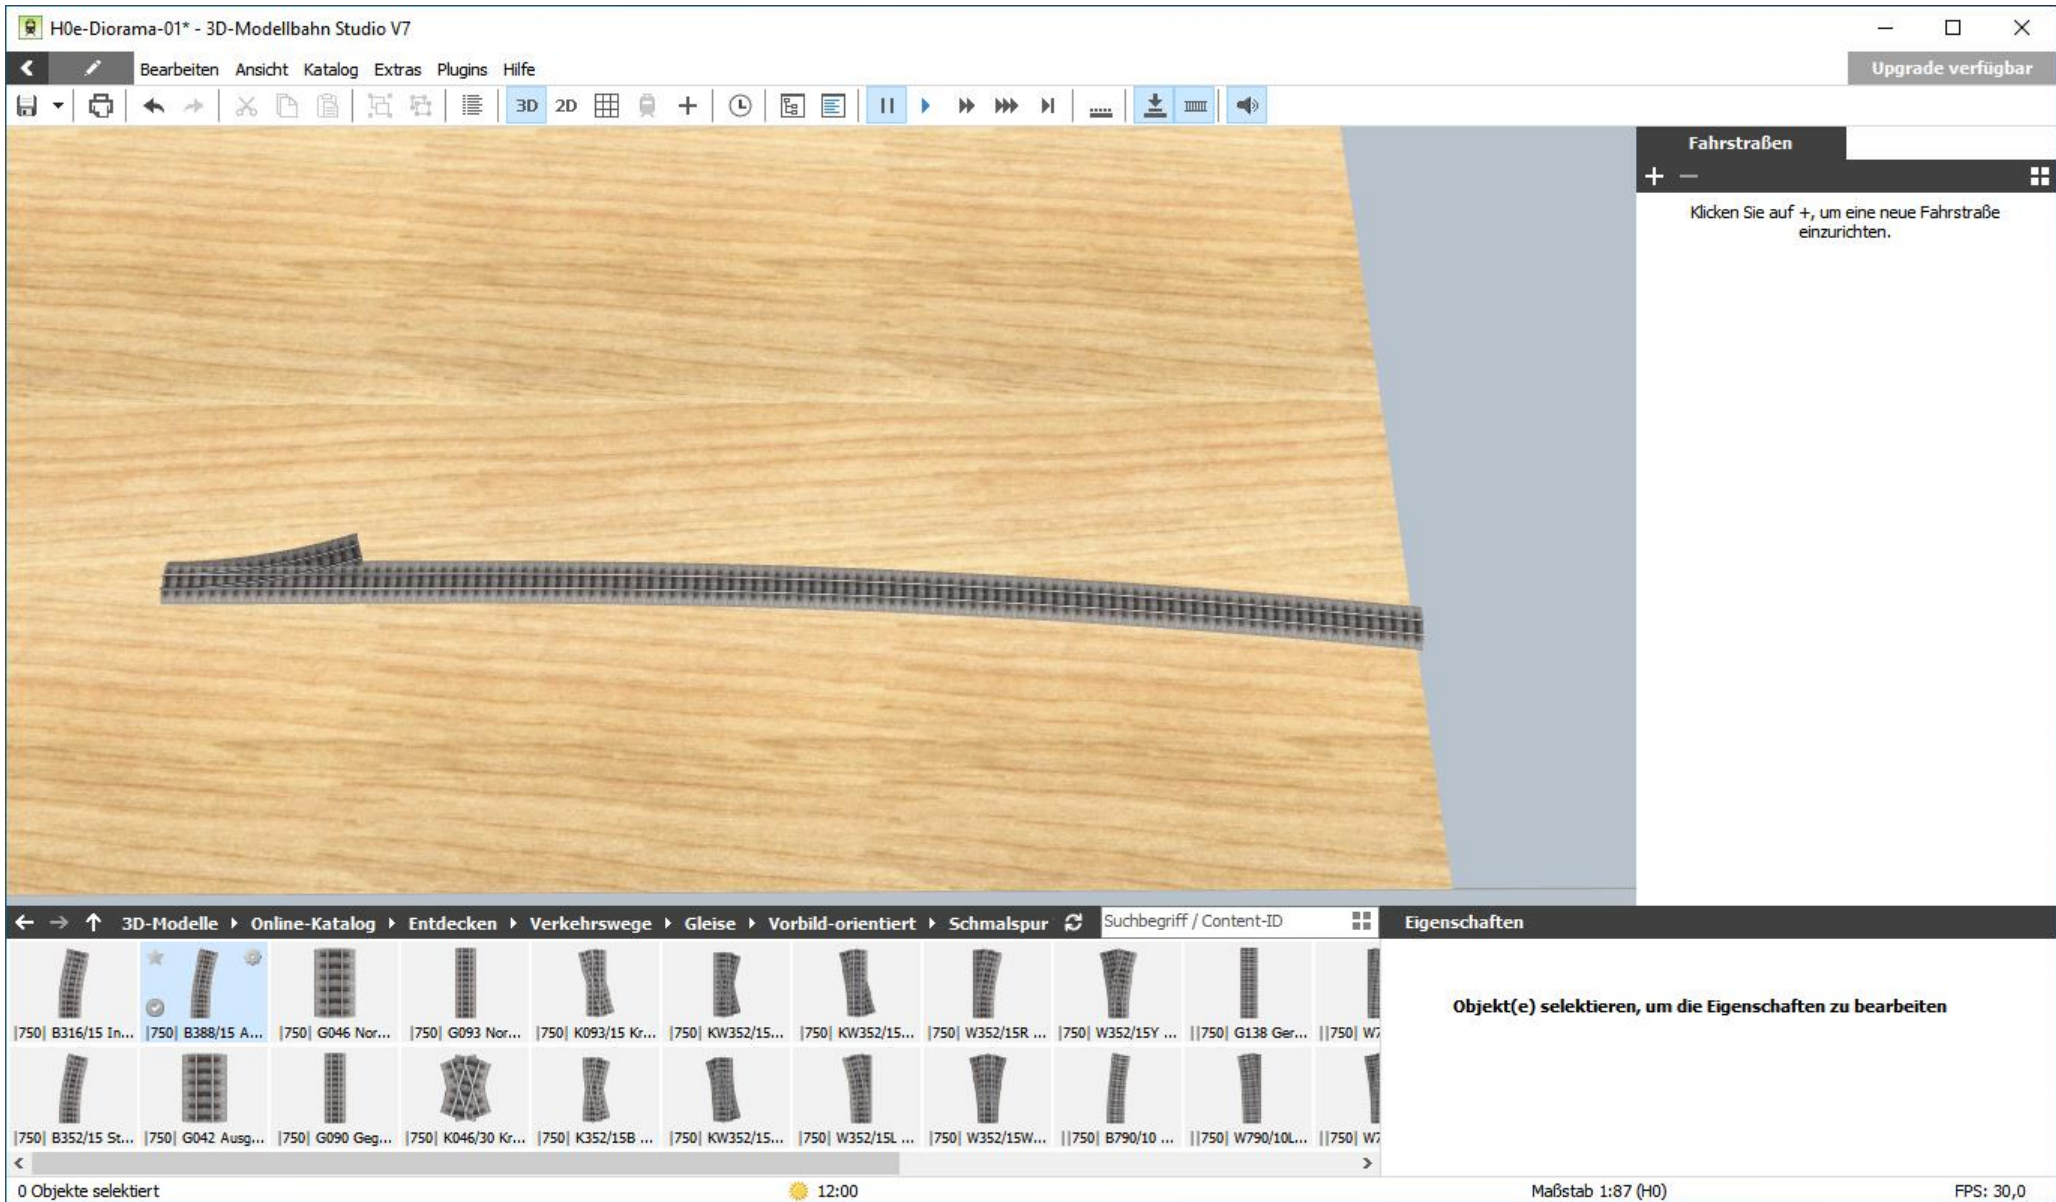 H0e-Diorama-01* - 3D-Modellbahn Studio V7
Bearbeiten Ansicht Katalog Extras Plugins Hilfe
Upgrade verfügbar
3D 2D
Fahrstraßen
Klicken Sie auf +, um eine neue Fahrstraße
einzurichten.
3D-Modelle Online-Katalog Entdecken Verkehrswege Gleise Vorbild-orientiert Schmalspur Suchbegriff / Content-ID
Eigenschaften
|750| B316/15 In... |750| B388/15 A... |750| G046 Nor... |750| G093 Nor... |750| K093/15 Kr... |750| KW352/15... |750| KW352/15... |750| W352/15R ... |750| W352/15Y ... ||750| G138 Ger... ||750| W7
Objekt(e) selektieren, um die Eigenschaften zu bearbeiten
|750| B352/15 St... |750| G042 Ausg... |750| G090 Geg... |750| K046/30 Kr... |750| K352/15B ... |750| KW352/15... |750| W352/15L ... |750| W352/15W... ||750| B790/10 ... ||750| W790/10L... ||750| W7
0 Objekte selektiert 12:00 Maßstab 1:87 (H0) FPS: 30,0